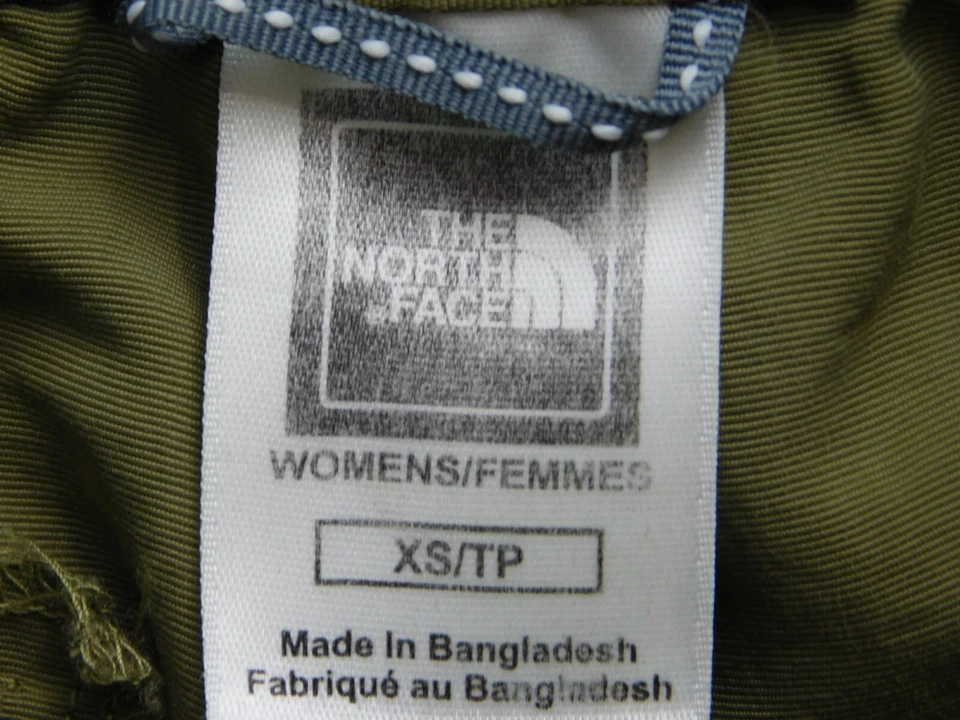 THE
NORTH
FACE
WOMENS/FEMMES
XS/TP
Made In Bangladesh
Fabriqué au Bangladesh